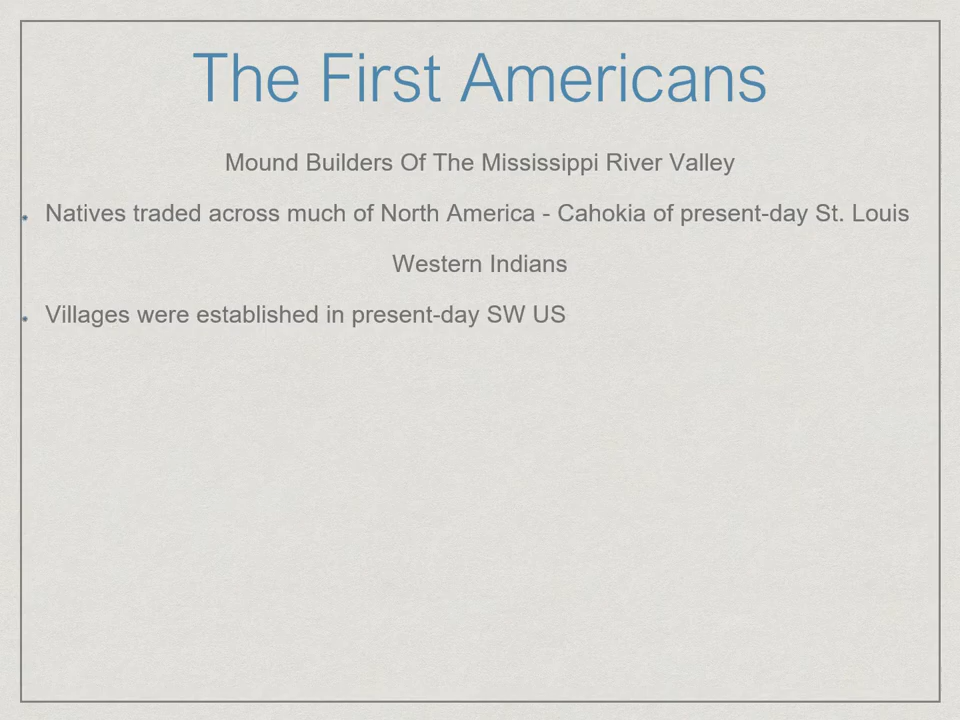 The First Americans
Mound Builders Of The Mississippi River Valley
Natives traded across much of North America - Cahokia of present-day St. Louis
Western Indians
Villages were established in present-day SW US